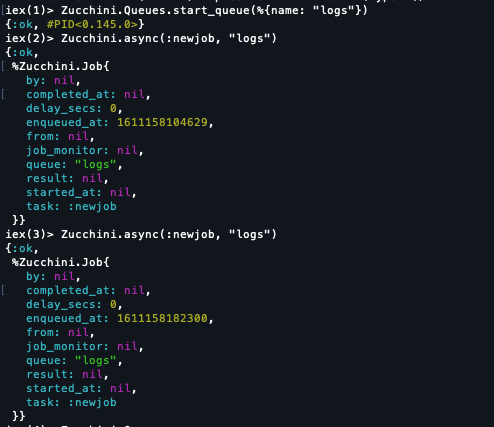 iex(1)> Zucchini.Queues.start_queue(%{name: "logs"})
{:ok, #PID<0.145.0>}
iex(2)> Zucchini.async(:newjob, "logs")
{:ok,
 %Zucchini.Job{
   by: nil,
   completed_at: nil,
   delay_secs: 0,
   enqueued_at: 1611158104629,
   from: nil,
   job_monitor: nil,
   queue: "logs",
   result: nil,
   started_at: nil,
   task: :newjob
 }}
iex(3)> Zucchini.async(:newjob, "logs")
{:ok,
 %Zucchini.Job{
   by: nil,
   completed_at: nil,
   delay_secs: 0,
   enqueued_at: 1611158182300,
   from: nil,
   job_monitor: nil,
   queue: "logs",
   result: nil,
   started_at: nil,
   task: :newjob
 }}